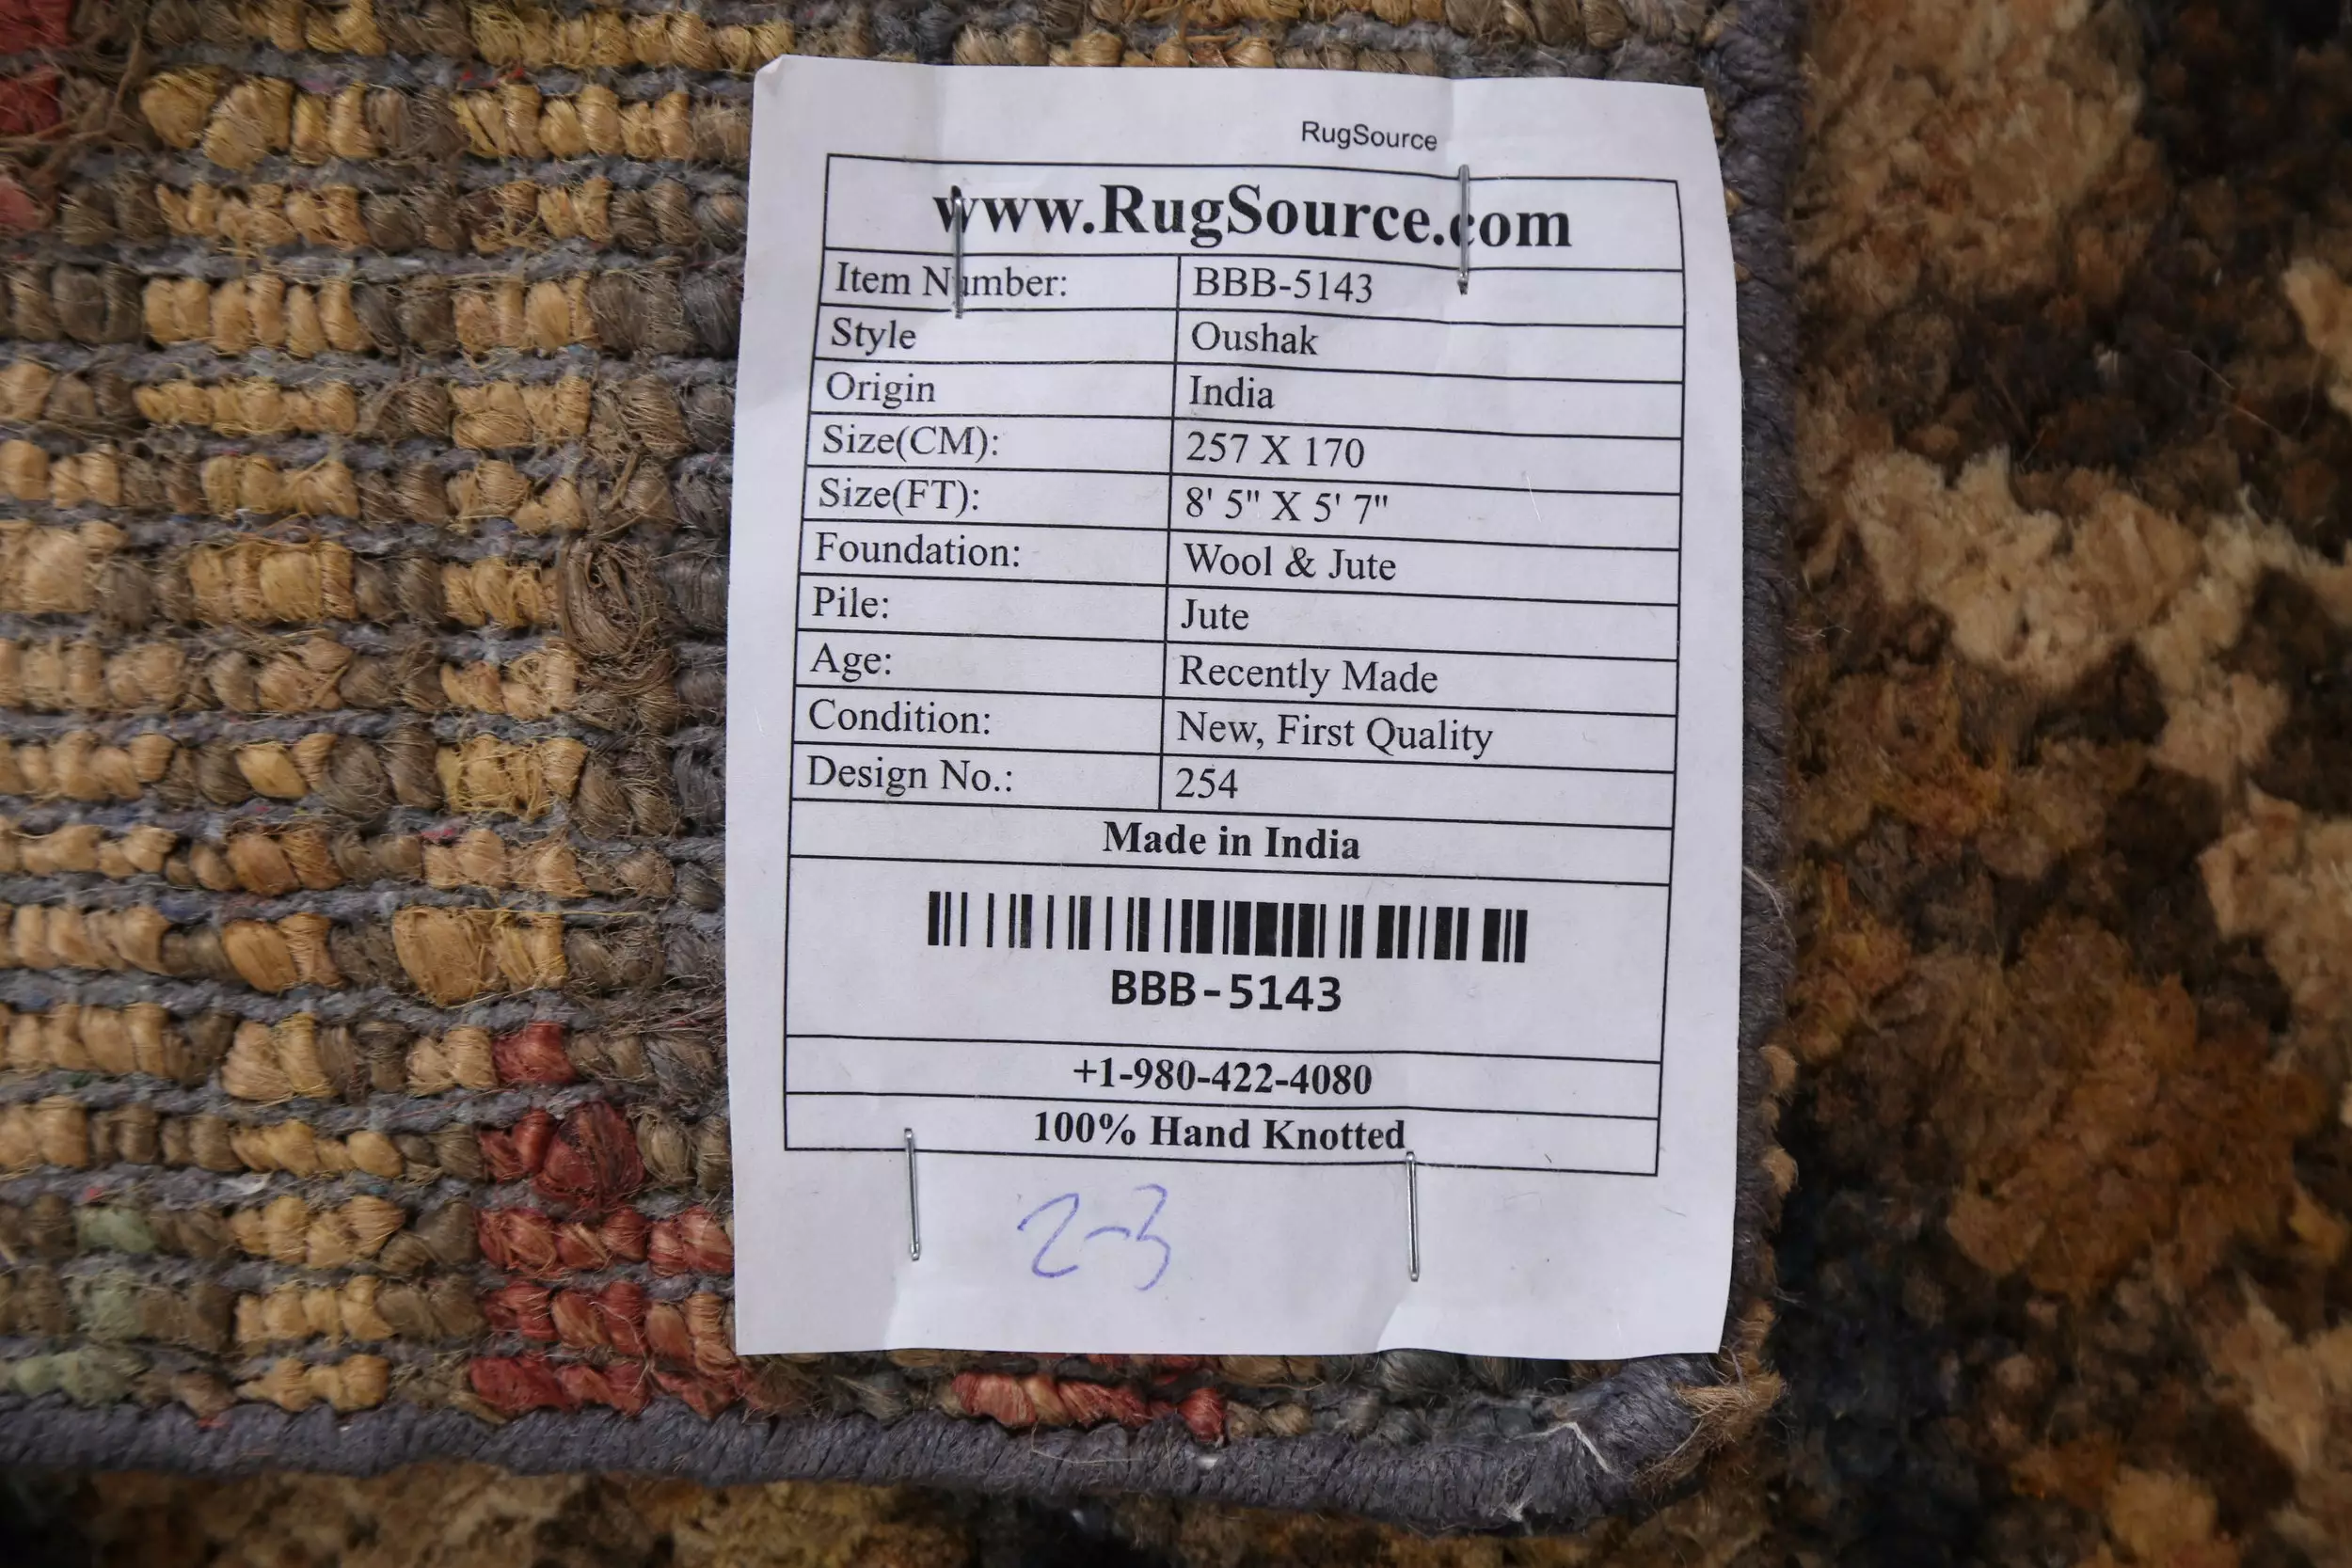 RugSource
www.RugSource.com
Item Number: BBB-5143
Style Oushak
Origin India
Size(CM): 257 X 170
Size(FT): 8' 5" X 5' 7"
Foundation: Wool & Jute
Pile: Jute
Age: Recently Made
Condition: New, First Quality
Design No.: 254
Made in India
BBB-5143
+1-980-422-4080
100% Hand Knotted
2-3